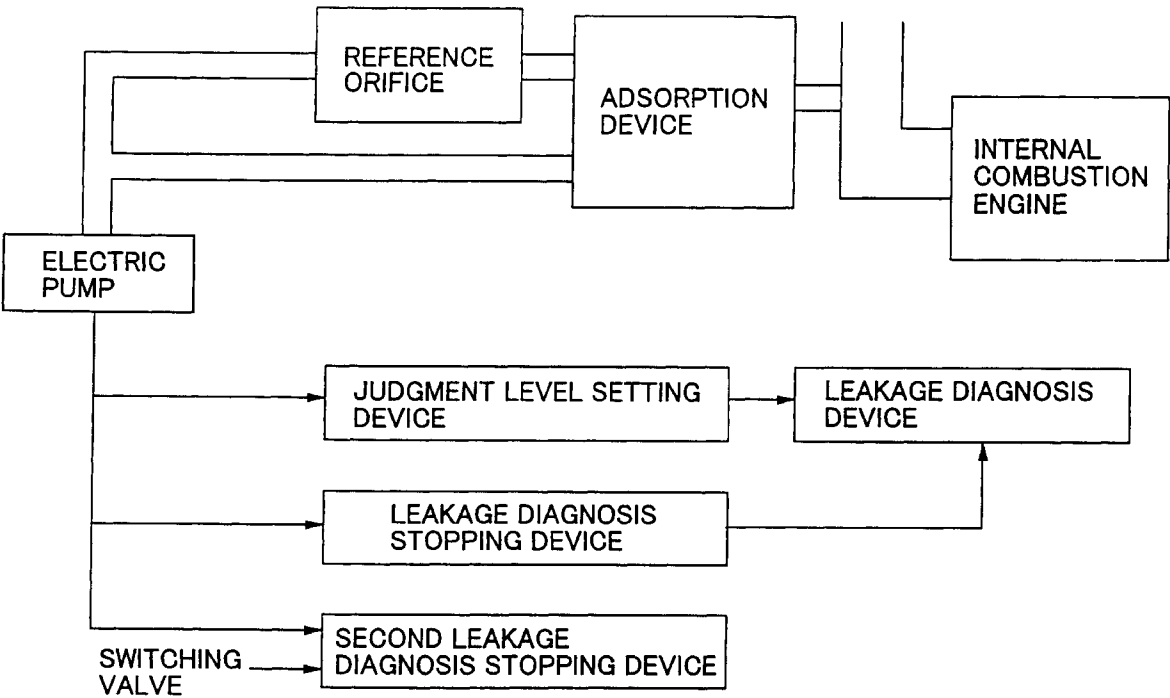 REFERENCE
ORIFICE
ADSORPTION
DEVICE
INTERNAL
COMBUSTION
ENGINE
ELECTRIC
PUMP
JUDGMENT LEVEL SETTING
DEVICE
LEAKAGE DIAGNOSIS
DEVICE
LEAKAGE DIAGNOSIS
STOPPING DEVICE
SECOND LEAKAGE
DIAGNOSIS STOPPING DEVICE
SWITCHING
VALVE